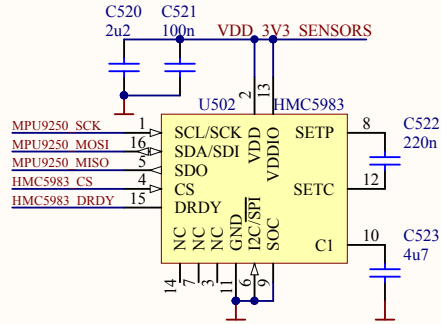 C520 C521
2u2 100n
VDD_3V3_SENSORS
2 13
U502 HMC5983
MPU9250_SCK 1 SCL/SCK
MPU9250_MOSI 16 SDA/SDI
MPU9250_MISO 5 SDO
HMC5983_CS 4 CS
HMC5983_DRDY 15 DRDY
VDD VDDIO
SETP 8
C522
220n
SETC 12
C1 10
C523
4u7
NC NC NC GND I2C/SPI SOC
14 7 3 11 6 9